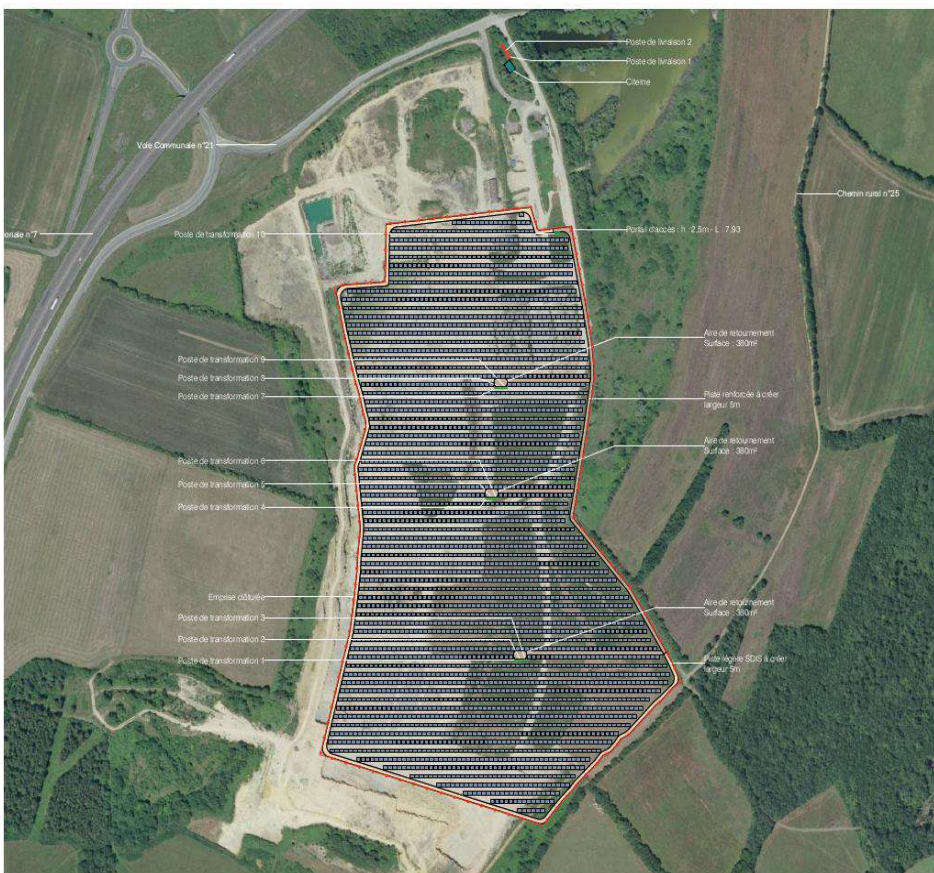 Poste de livraison 2
Poste de livraison 1
Citerne
Voie Communale n°21
Chemin rural n°25
onale n°7
Poste de transformation 10
Portail d'accès : h : 2,5m - L : 7,93
Aire de retournement
Surface : 380m²
Poste de transformation 9
Poste de transformation 8
Poste de transformation 7
Piste renforcée à créer
largeur 5m
Aire de retournement
Surface : 380m²
Poste de transformation 6
Poste de transformation 5
Poste de transformation 4
Emprise clôturée
Aire de retournement
Surface : 380m²
Poste de transformation 3
Poste de transformation 2
Poste de transformation 1
Piste légère SDIS à créer
largeur 5m